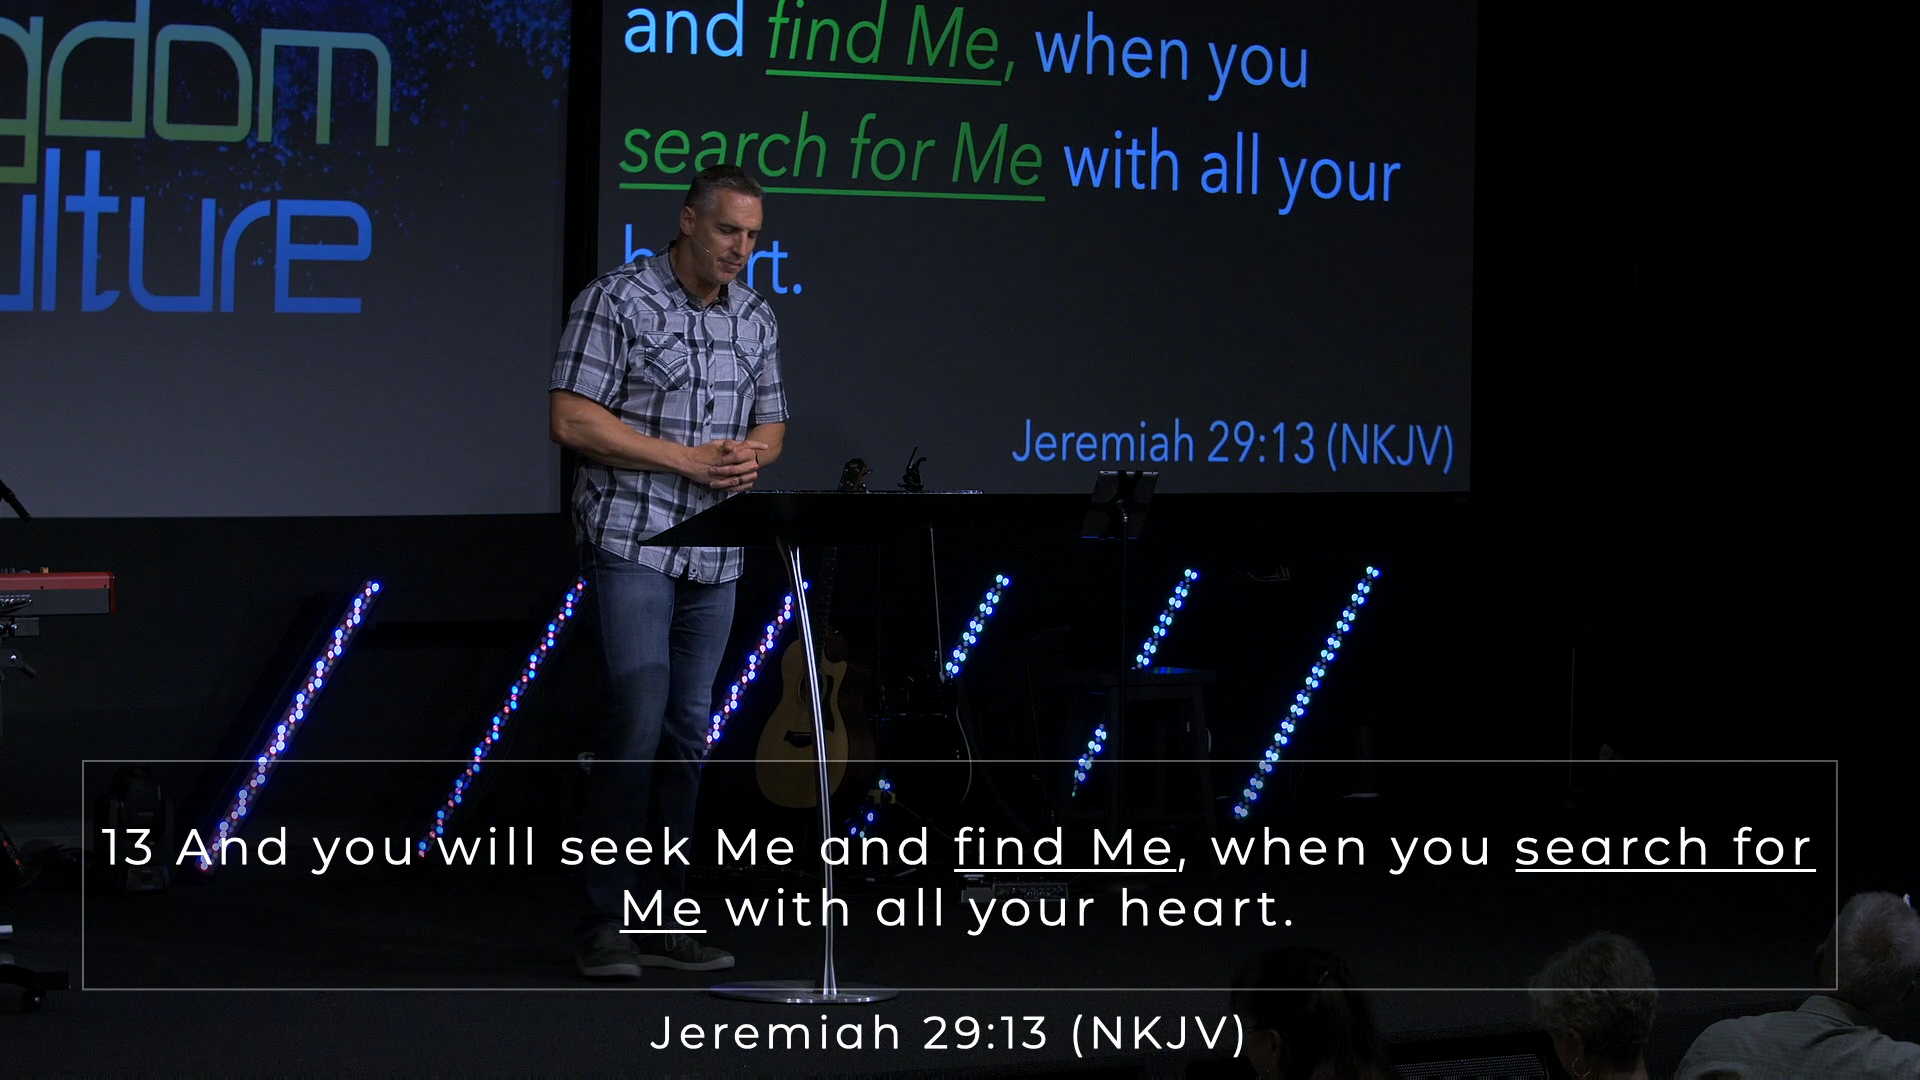 gdom
ulture
and find Me, when you
search for Me with all your
rt.
Jeremiah 29:13 (NKJV)
13 And you will seek Me and find Me, when you search for
Me with all your heart.
Jeremiah 29:13 (NKJV)